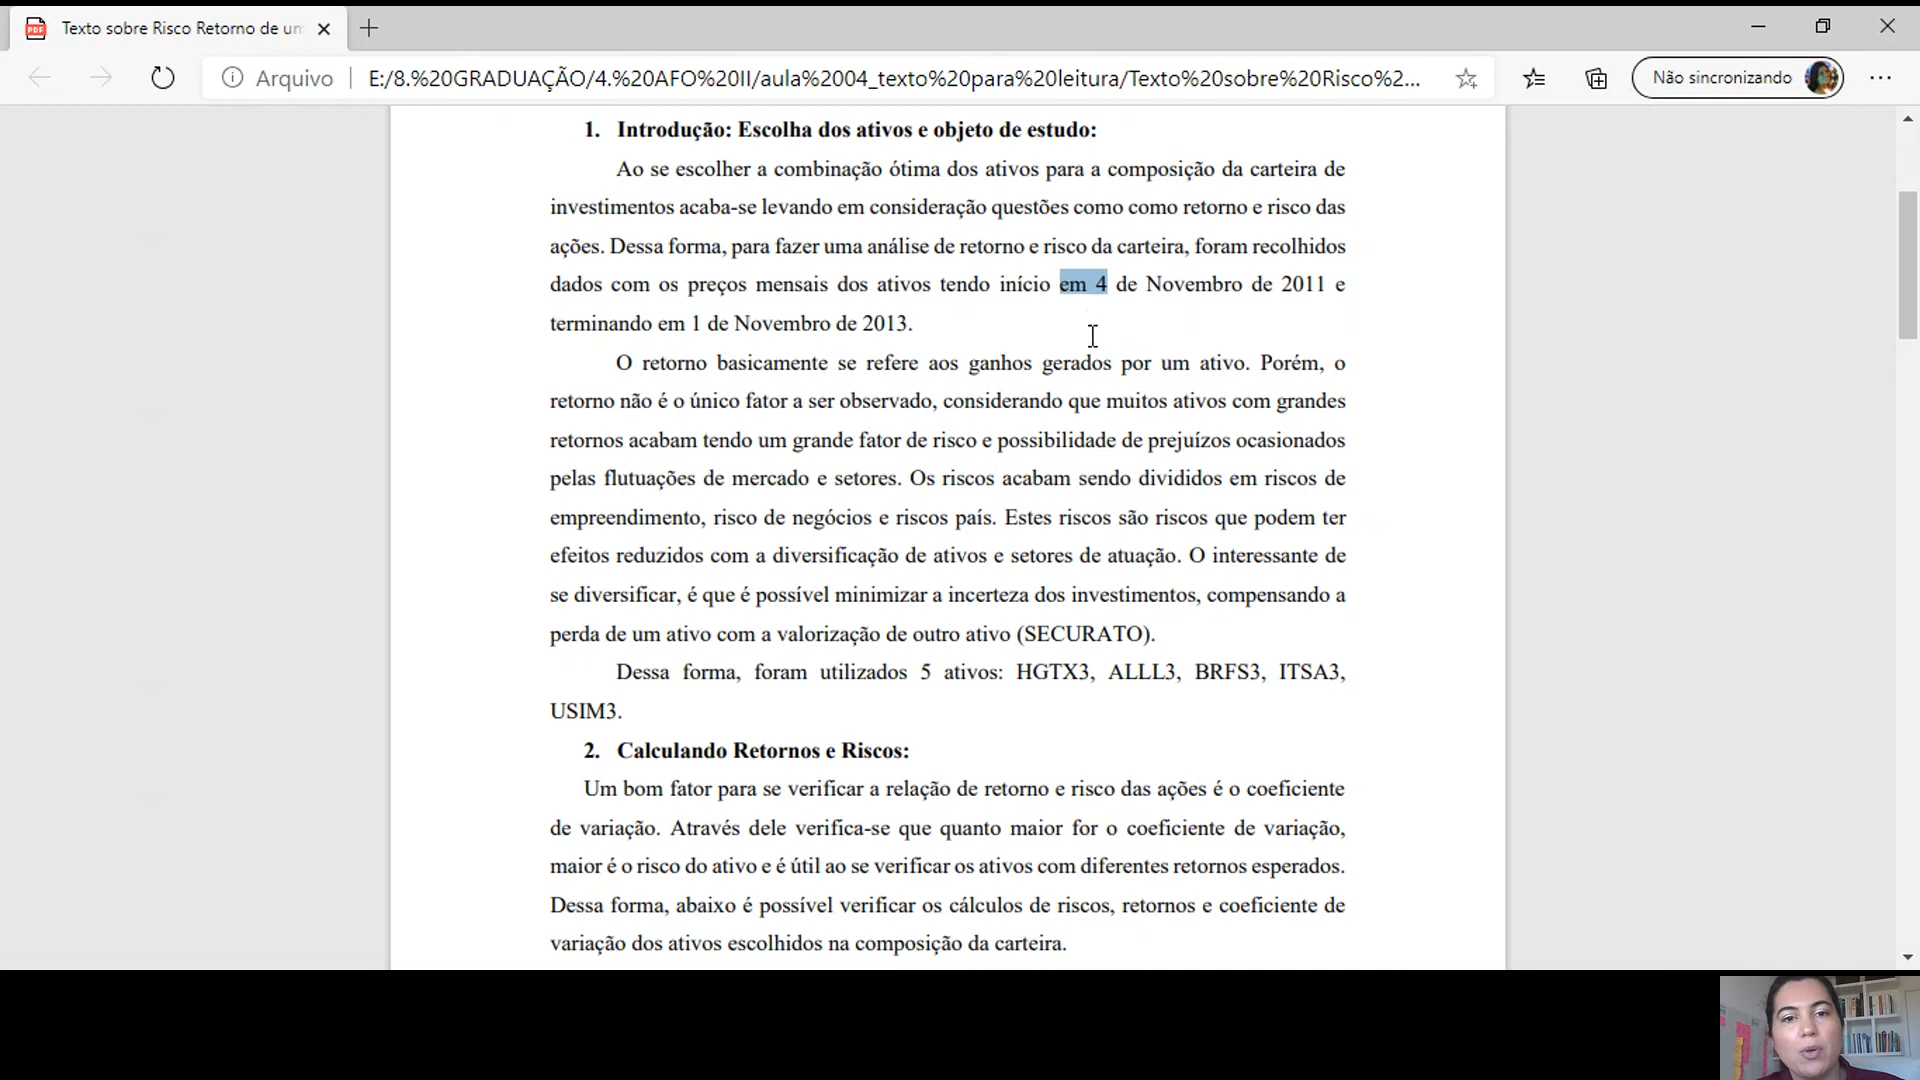 Texto sobre Risco Retorno de um
Arquivo
E:/8.%20GRADUAÇÃO/4.%20AFO%20II/aula%2004_texto%20para%20leitura/Texto%20sobre%20Risco%2...
Não sincronizando
1. Introdução: Escolha dos ativos e objeto de estudo:
Ao se escolher a combinação ótima dos ativos para a composição da carteira de
investimentos acaba-se levando em consideração questões como como retorno e risco das
ações. Dessa forma, para fazer uma análise de retorno e risco da carteira, foram recolhidos
dados com os preços mensais dos ativos tendo início em 4 de Novembro de 2011 e
terminando em 1 de Novembro de 2013.
O retorno basicamente se refere aos ganhos gerados por um ativo. Porém, o
retorno não é o único fator a ser observado, considerando que muitos ativos com grandes
retornos acabam tendo um grande fator de risco e possibilidade de prejuízos ocasionados
pelas flutuações de mercado e setores. Os riscos acabam sendo divididos em riscos de
empreendimento, risco de negócios e riscos país. Estes riscos são riscos que podem ter
efeitos reduzidos com a diversificação de ativos e setores de atuação. O interessante de
se diversificar, é que é possível minimizar a incerteza dos investimentos, compensando a
perda de um ativo com a valorização de outro ativo (SECURATO).
Dessa forma, foram utilizados 5 ativos: HGTX3, ALLL3, BRFS3, ITSA3,
USIM3.
2. Calculando Retornos e Riscos:
Um bom fator para se verificar a relação de retorno e risco das ações é o coeficiente
de variação. Através dele verifica-se que quanto maior for o coeficiente de variação,
maior é o risco do ativo e é útil ao se verificar os ativos com diferentes retornos esperados.
Dessa forma, abaixo é possível verificar os cálculos de riscos, retornos e coeficiente de
variação dos ativos escolhidos na composição da carteira.